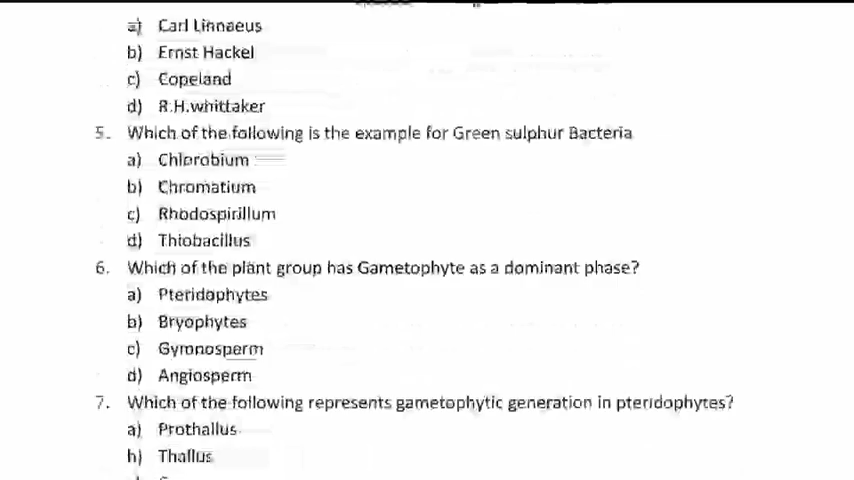 a) Carl Linnaeus
b) Ernst Hackel
c) Copeland
d) R.H.whittaker
5. Which of the following is the example for Green sulphur Bacteria
a) Chlorobium
b) Chromatium
c) Rhodospirillum
d) Thiobacillus
6. Which of the plant group has Gametophyte as a dominant phase?
a) Pteridophytes
b) Bryophytes
c) Gymnosperm
d) Angiosperm
7. Which of the following represents gametophytic generation in pteridophytes?
a) Prothallus
b) Thallus